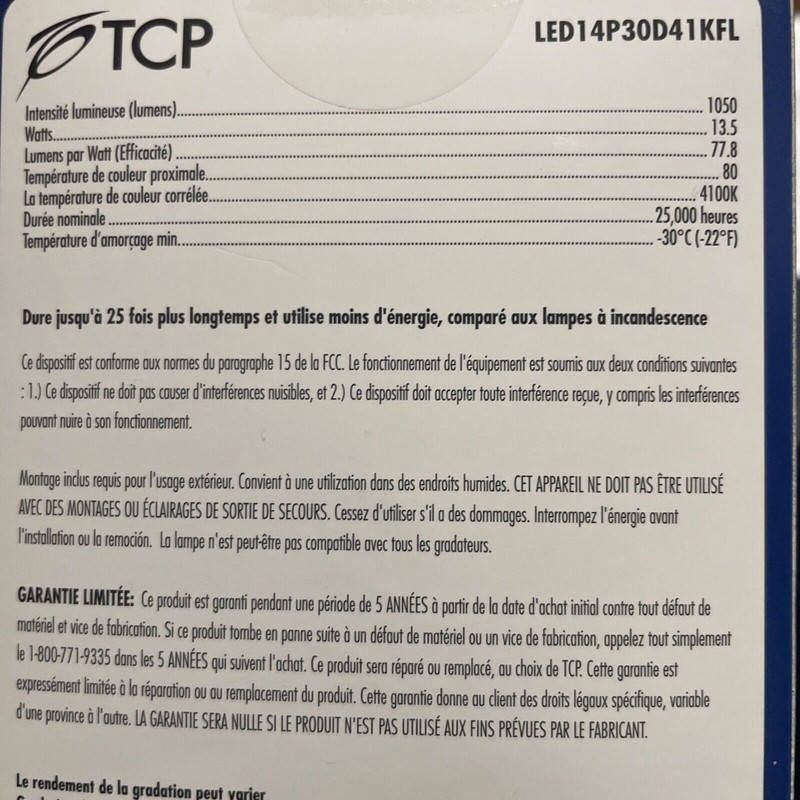 TCP LED14P30D41KFL
Intensité lumineuse (lumens) 1050
Watts 13.5
Lumens par Watt (Efficacité) 77.8
Température de couleur proximale 80
La température de couleur corrélée 4100K
Durée nominale 25,000 heures
Température d'amorçage min. -30°C (-22°F)
Dure jusqu'à 25 fois plus longtemps et utilise moins d'énergie, comparé aux lampes à incandescence
Ce dispositif est conforme aux normes du paragraphe 15 de la FCC. Le fonctionnement de l'équipement est soumis aux deux conditions suivantes
: 1.) Ce dispositif ne doit pas causer d'interférences nuisibles, et 2.) Ce dispositif doit accepter toute interférence reçue, y compris les interférences
pouvant nuire à son fonctionnement.
Montage inclus requis pour l'usage extérieur. Convient à une utilization dans des endroits humides. CET APPAREIL NE DOIT PAS ÊTRE UTILISÉ
AVEC DES MONTAGES OU ÉCLAIRAGES DE SORTIE DE SECOURS. Cessez d'utiliser s'il a des dommages. Interrompez l'énergie avant
l'installation ou la remoción. La lampe n'est peut-être pas compatible avec tous les gradateurs.
GARANTIE LIMITÉE: Ce produit est garanti pendant une période de 5 ANNÉES à partir de la date d'achat initial contre tout défaut de
matériel et vice de fabrication. Si ce produit tombe en panne suite à un défaut de matériel ou un vice de fabrication, appelez tout simplement
le 1-800-771-9335 dans les 5 ANNÉES qui suivent l'achat. Ce produit sera réparé ou remplacé, au choix de TCP. Cette garantie est
expressément limitée à la réparation ou au remplacement du produit. Cette garantie donne au client des droits légaux spécifique, variable
d'une province à l'autre. LA GARANTIE SERA NULLE SI LE PRODUIT N'EST PAS UTILISÉ AUX FINS PRÉVUES PAR LE FABRICANT.
Le rendement de la gradation peut varier